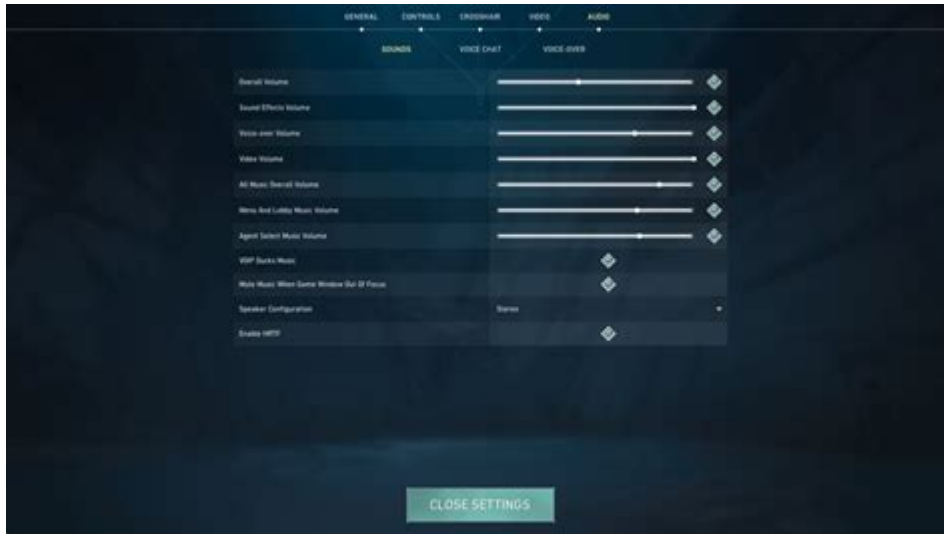 GENERAL CONTROLS CROSSHAIR VIDEO AUDIO
SOUNDS VOICE CHAT VOICE-OVER
Overall Volume
Sound Effects Volume
Voice-over Volume
Video Volume
All Music Overall Volume
Menu And Lobby Music Volume
Agent Select Music Volume
VOIP Ducks Music
Mute Music When Game Window Out Of Focus
Speaker Configuration Stereo
Enable HRTF
CLOSE SETTINGS